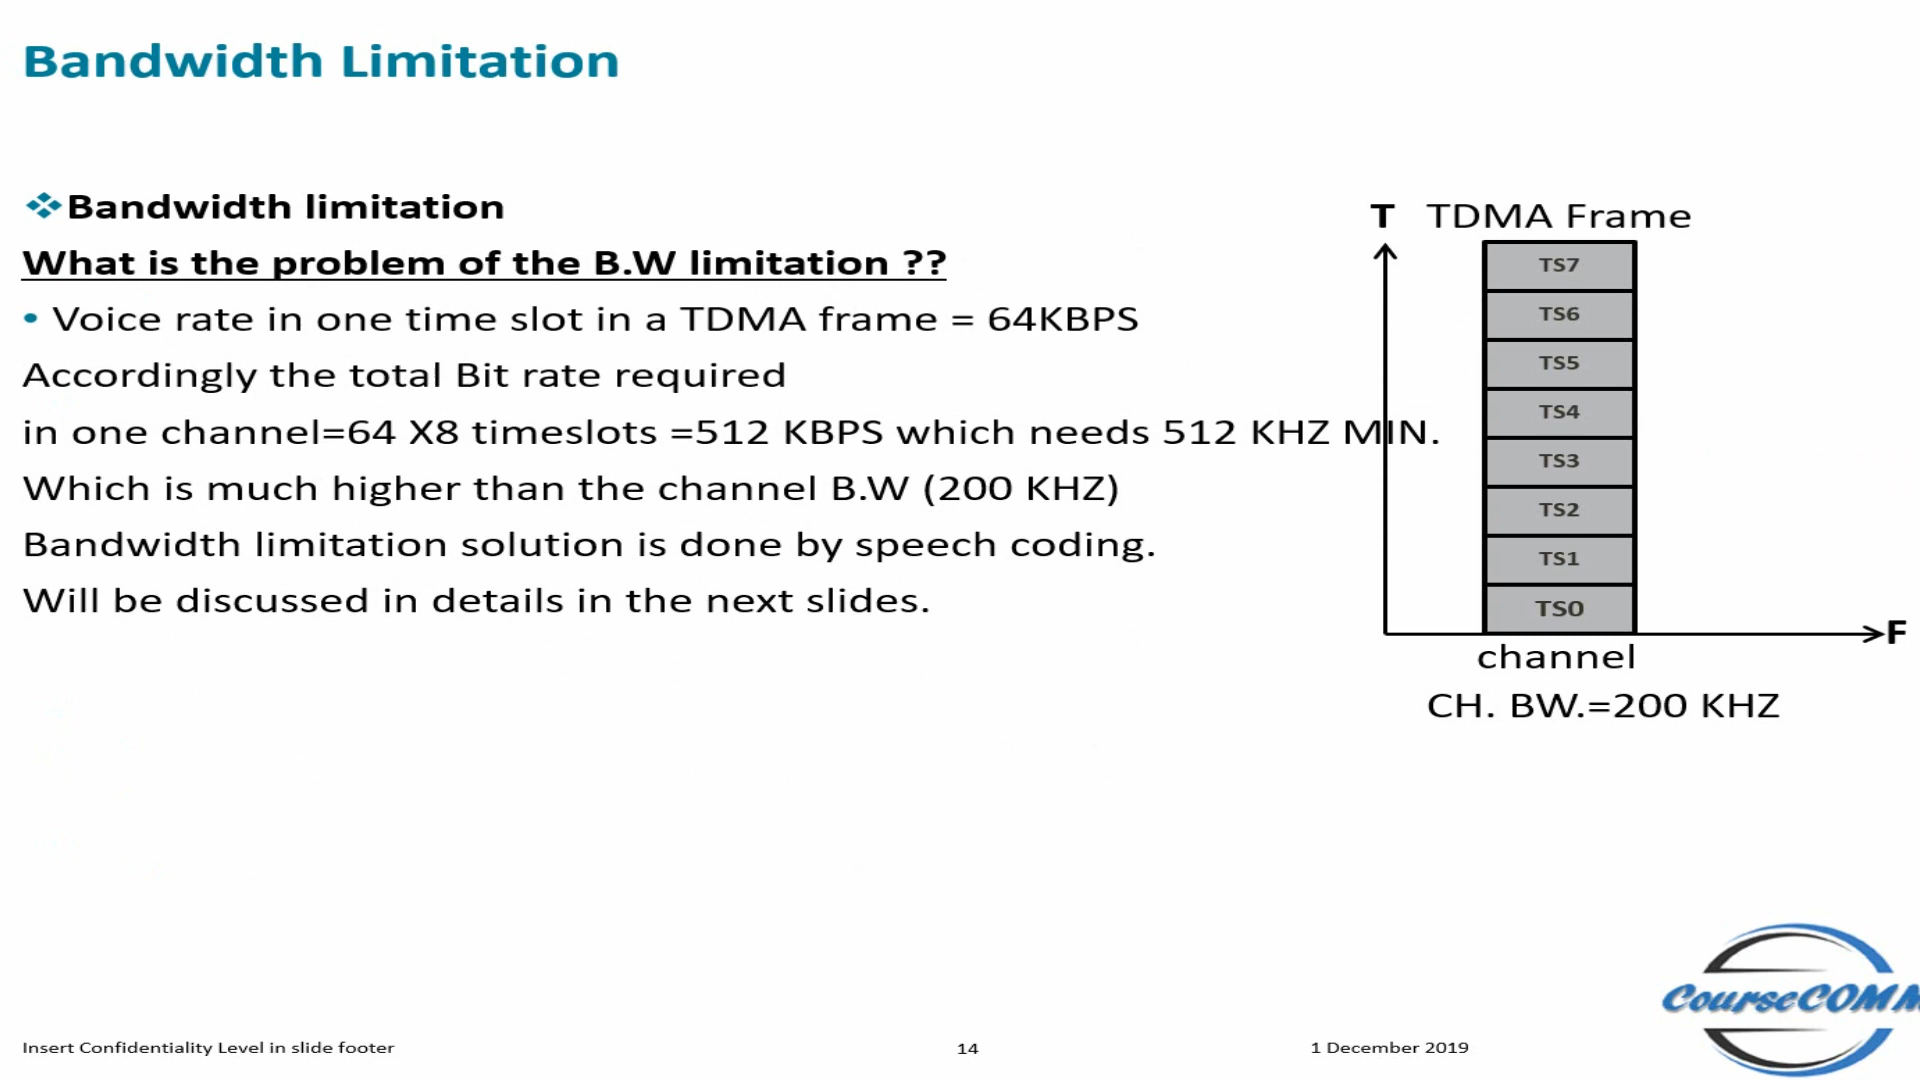 Bandwidth Limitation
❖Bandwidth limitation
What is the problem of the B.W limitation ??
• Voice rate in one time slot in a TDMA frame = 64KBPS
Accordingly the total Bit rate required
in one channel=64 X8 timeslots =512 KBPS which needs 512 KHZ MIN.
Which is much higher than the channel B.W (200 KHZ)
Bandwidth limitation solution is done by speech coding.
Will be discussed in details in the next slides.
T TDMA Frame
TS7
TS6
TS5
TS4
TS3
TS2
TS1
TS0
F
channel
CH. BW.=200 KHZ
CourseCOMM
Insert Confidentiality Level in slide footer
14
1 December 2019